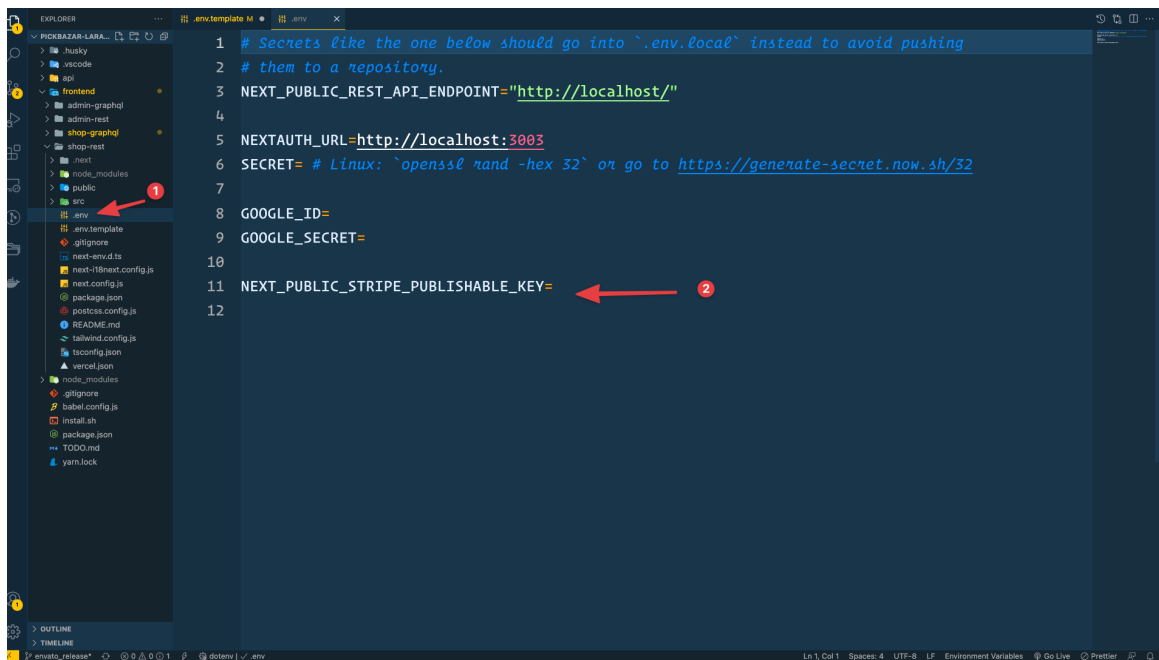 EXPLORER
PICKBAZAR-LARA...
.husky
.vscode
api
frontend
admin-graphql
admin-rest
shop-graphql
shop-rest
.next
node_modules
public
src
.env
.env.template
.gitignore
next-env.d.ts
next-i18next.config.js
next.config.js
package.json
postcss.config.js
README.md
tailwind.config.js
tsconfig.json
vercel.json
node_modules
.gitignore
babel.config.js
install.sh
package.json
TODO.md
yarn.lock
OUTLINE
TIMELINE
1
.env.template M
.env
1 # Secrets like the one below should go into `.env.local` instead to avoid pushing
2 # them to a repository.
3 NEXT_PUBLIC_REST_API_ENDPOINT="http://localhost/"
4
5 NEXTAUTH_URL=http://localhost:3003
6 SECRET= # Linux: `openssl rand -hex 32` or go to https://generate-secret.now.sh/32
7
8 GOOGLE_ID=
9 GOOGLE_SECRET=
10
11 NEXT_PUBLIC_STRIPE_PUBLISHABLE_KEY= 2
12
envato_release* 0 0 1 dotenv .env Ln 1, Col 1 Spaces: 4 UTF-8 LF Environment Variables Go Live Prettier